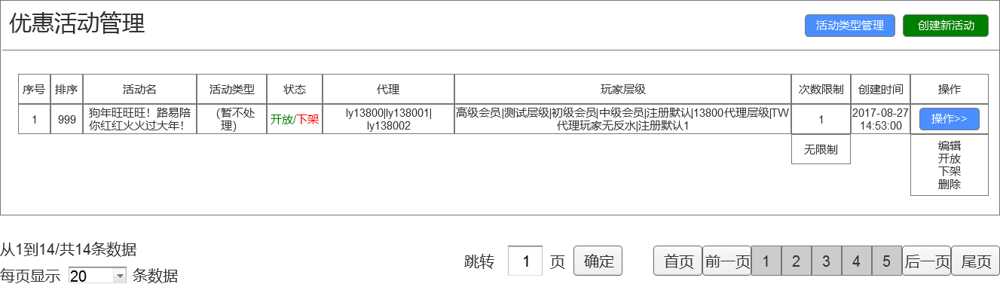 优惠活动管理
活动类型管理
创建新活动
序号 排序 活动名 活动类型 状态 代理 玩家层级 次数限制 创建时间 操作
1
999
狗年旺旺旺！路易陪
你红红火火过大年！
(暂不处
理)
开放/下架
ly13800|ly138001|
ly138002
高级会员|测试层级|初级会员|中级会员|注册默认|13800代理层级|TW
代理玩家无反水|注册默认1
1
2017-08-27
14:53:00
操作>>
无限制
编辑
开放
下架
删除
从1到14/共14条数据
每页显示 20 条数据
跳转 1 页 确定
首页 前一页 1 2 3 4 5 后一页 尾页